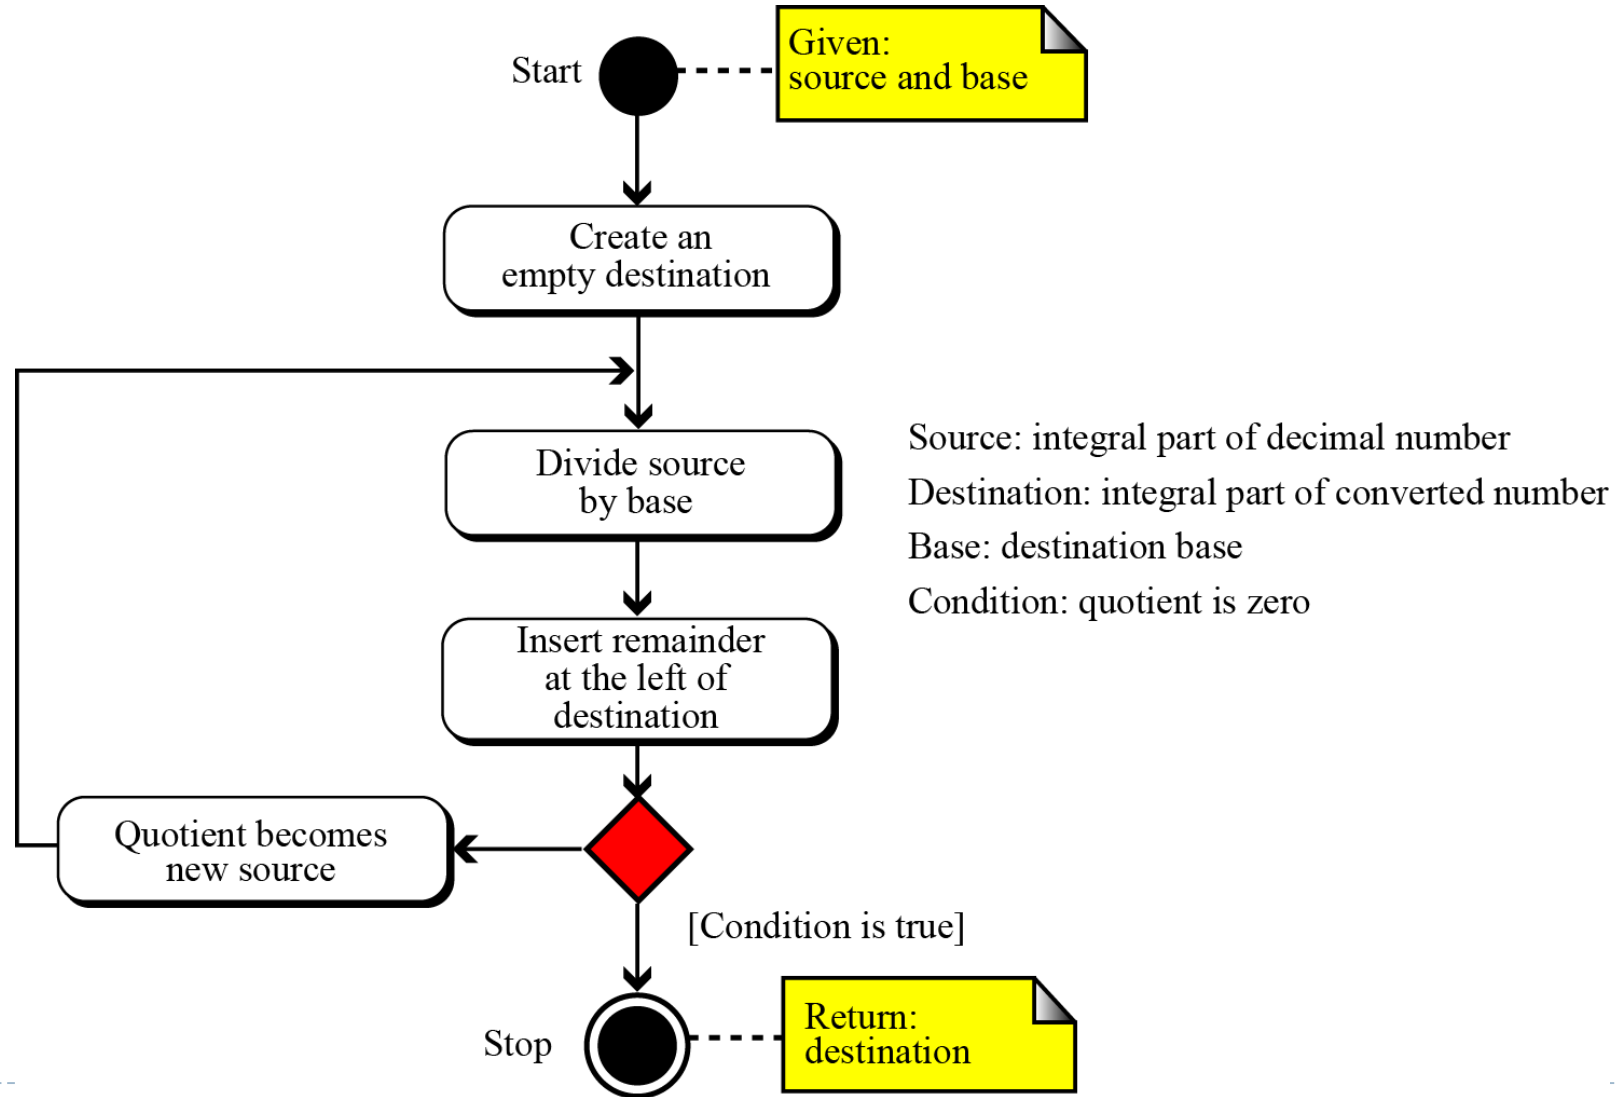 Start
Given:
source and base
Create an
empty destination
Divide source
by base
Source: integral part of decimal number
Destination: integral part of converted number
Base: destination base
Condition: quotient is zero
Insert remainder
at the left of
destination
Quotient becomes
new source
[Condition is true]
Stop
Return:
destination